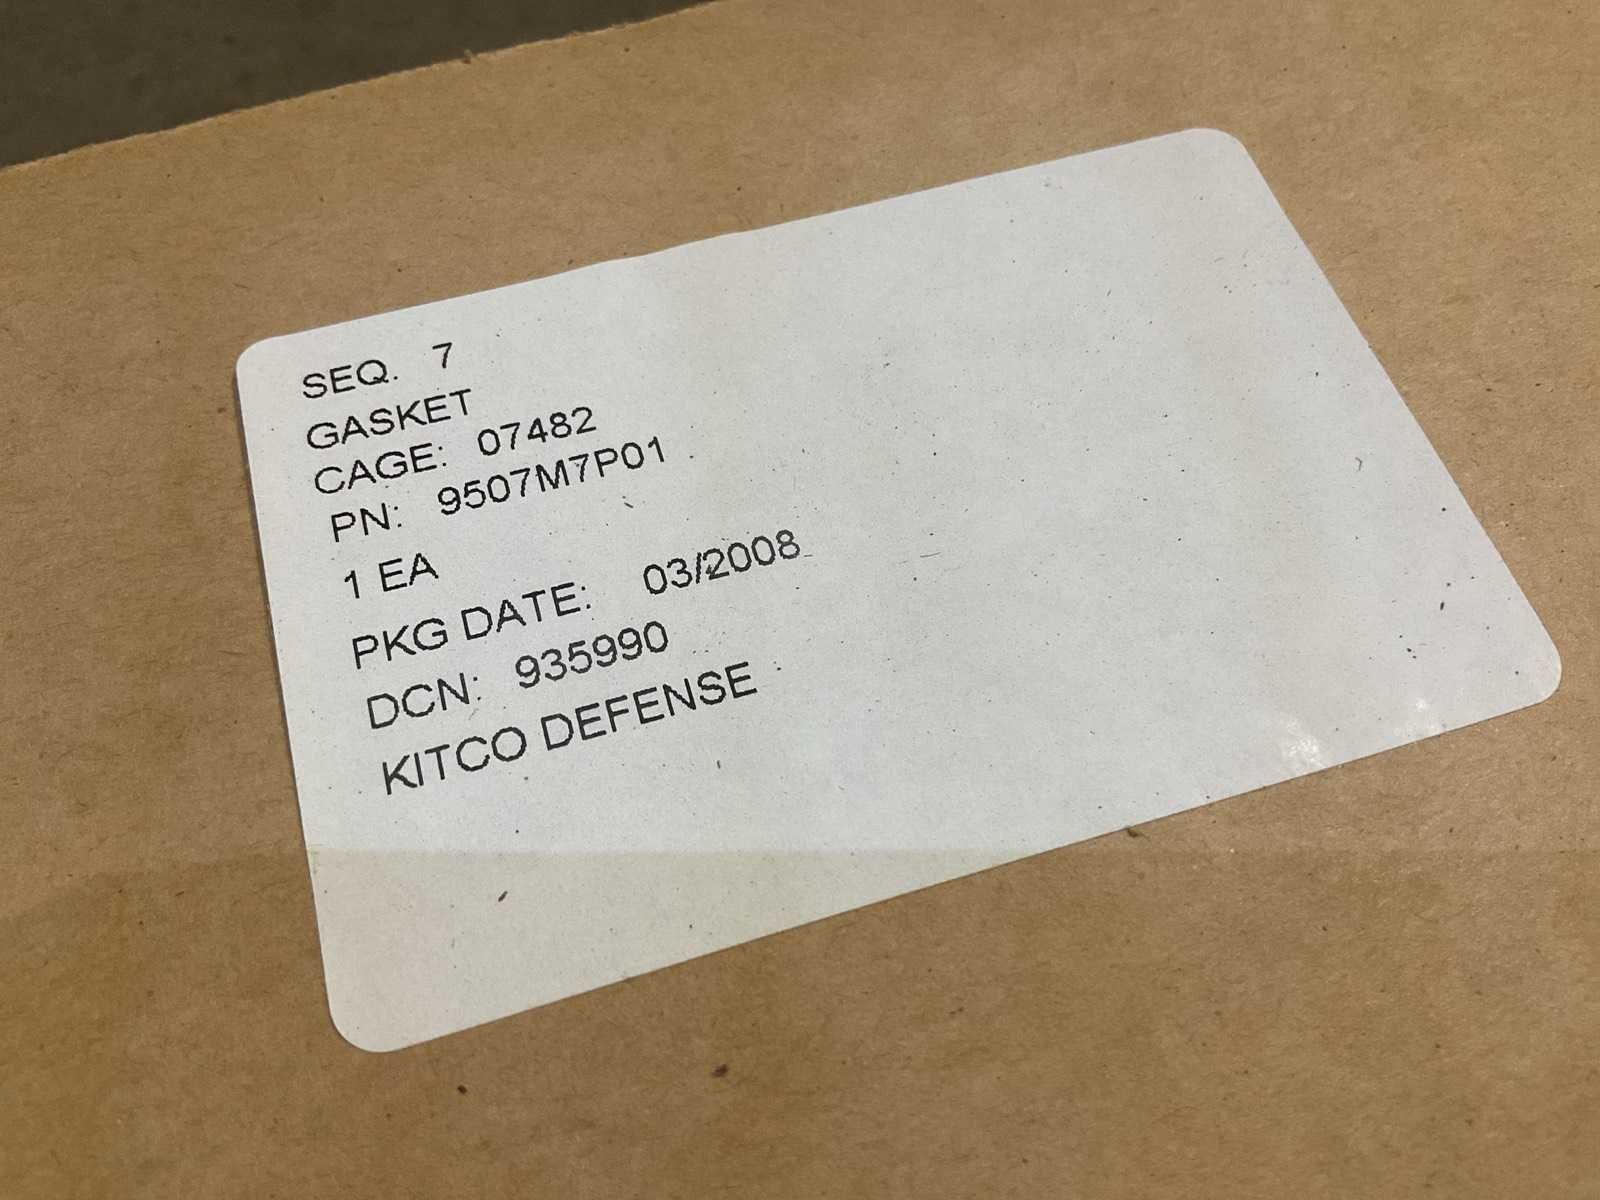 SEQ. 7
GASKET
CAGE: 07482
PN: 9507M7P01
1 EA
PKG DATE: 03/2008
DCN: 935990
KITCO DEFENSE